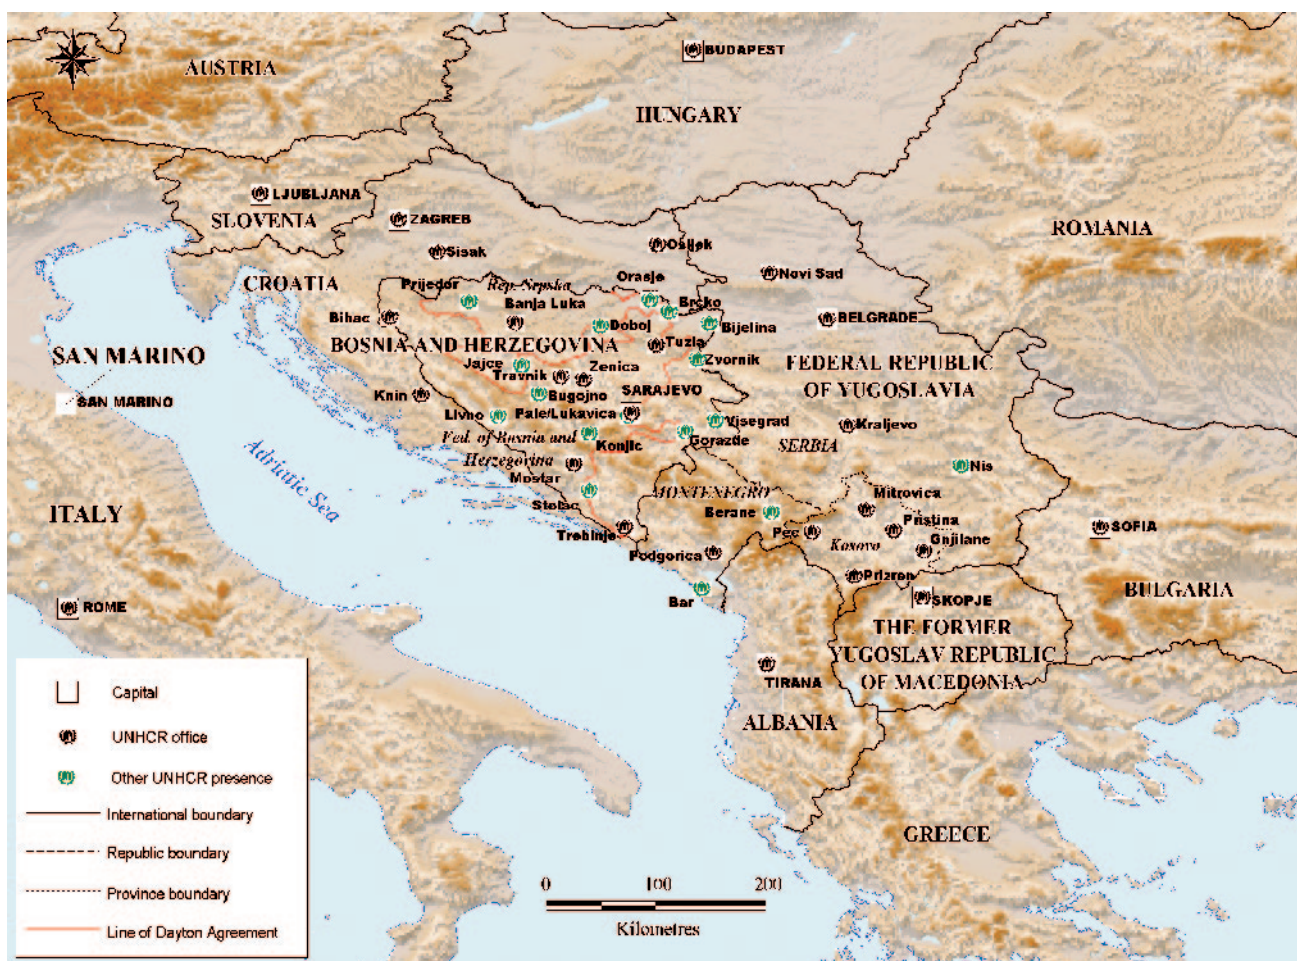 BUDAPEST
AUSTRIA
HUNGARY
LJUBLJANA
SLOVENIA
ZAGREB
ROMANIA
Sisak
Osijek
Novi Sad
CROATIA
Prijedor
Rep. Srpska
Orasje
Banja Luka
Brcko
Bihac
Doboj
Bijelina
BELGRADE
BOSNIA AND HERZEGOVINA
Tuzla
SAN MARINO
Jajce
Zenica
Zvornik
FEDERAL REPUBLIC
OF YUGOSLAVIA
Travnik
SARAJEVO
Knin
Bugojno
SAN MARINO
Livno
Pale/Lukavica
Visegrad
Kraljevo
Fed. of Bosnia and
Herzegovina
Konjic
Gorazde
SERBIA
Adriatic Sea
Mostar
Nis
MONTENEGRO
Mitrovica
Stolac
Berane
ITALY
Trebinje
Pec
Pristina
Kosovo
Gnjilane
SOFIA
Podgorica
Prizren
BULGARIA
Bar
SKOPJE
ROME
THE FORMER
YUGOSLAV REPUBLIC
OF MACEDONIA
TIRANA
ALBANIA
GREECE
Capital
UNHCR office
Other UNHCR presence
International boundary
Republic boundary
Province boundary
Line of Dayton Agreement
0 100 200
Kilometres